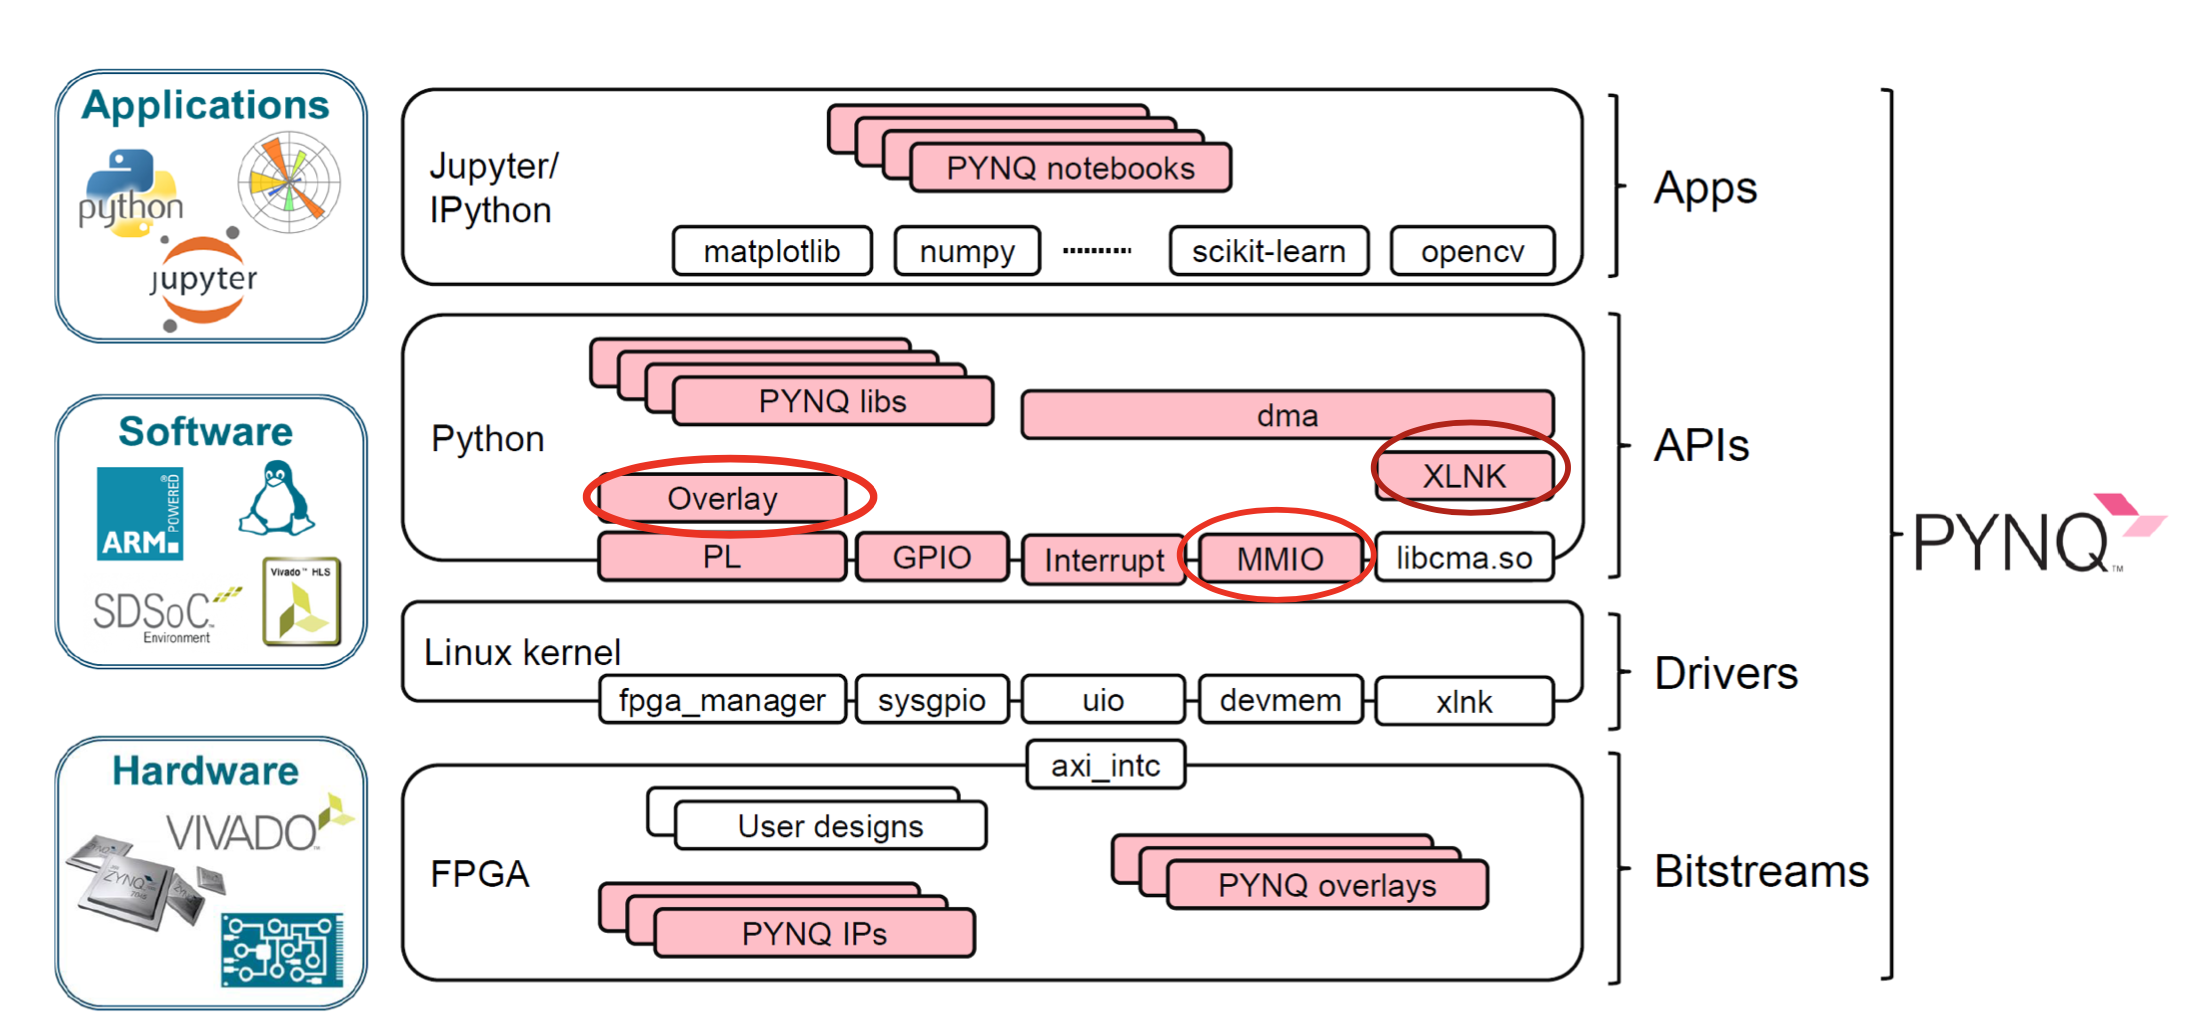 Applications
python
jupyter
Jupyter/
IPython
PYNQ notebooks
matplotlib
numpy
scikit-learn
opencv
Apps
Software
ARM
POWERED
®
SDSoC™
Environment
Vivado™ HLS
Python
PYNQ libs
dma
Overlay
XLNK
PL
GPIO
Interrupt
MMIO
libcma.so
APIs
Linux kernel
fpga_manager
sysgpio
uio
devmem
xlnk
Drivers
Hardware
VIVADO
ZYNQ
FPGA
axi_intc
User designs
PYNQ overlays
PYNQ IPs
Bitstreams
PYNQ™